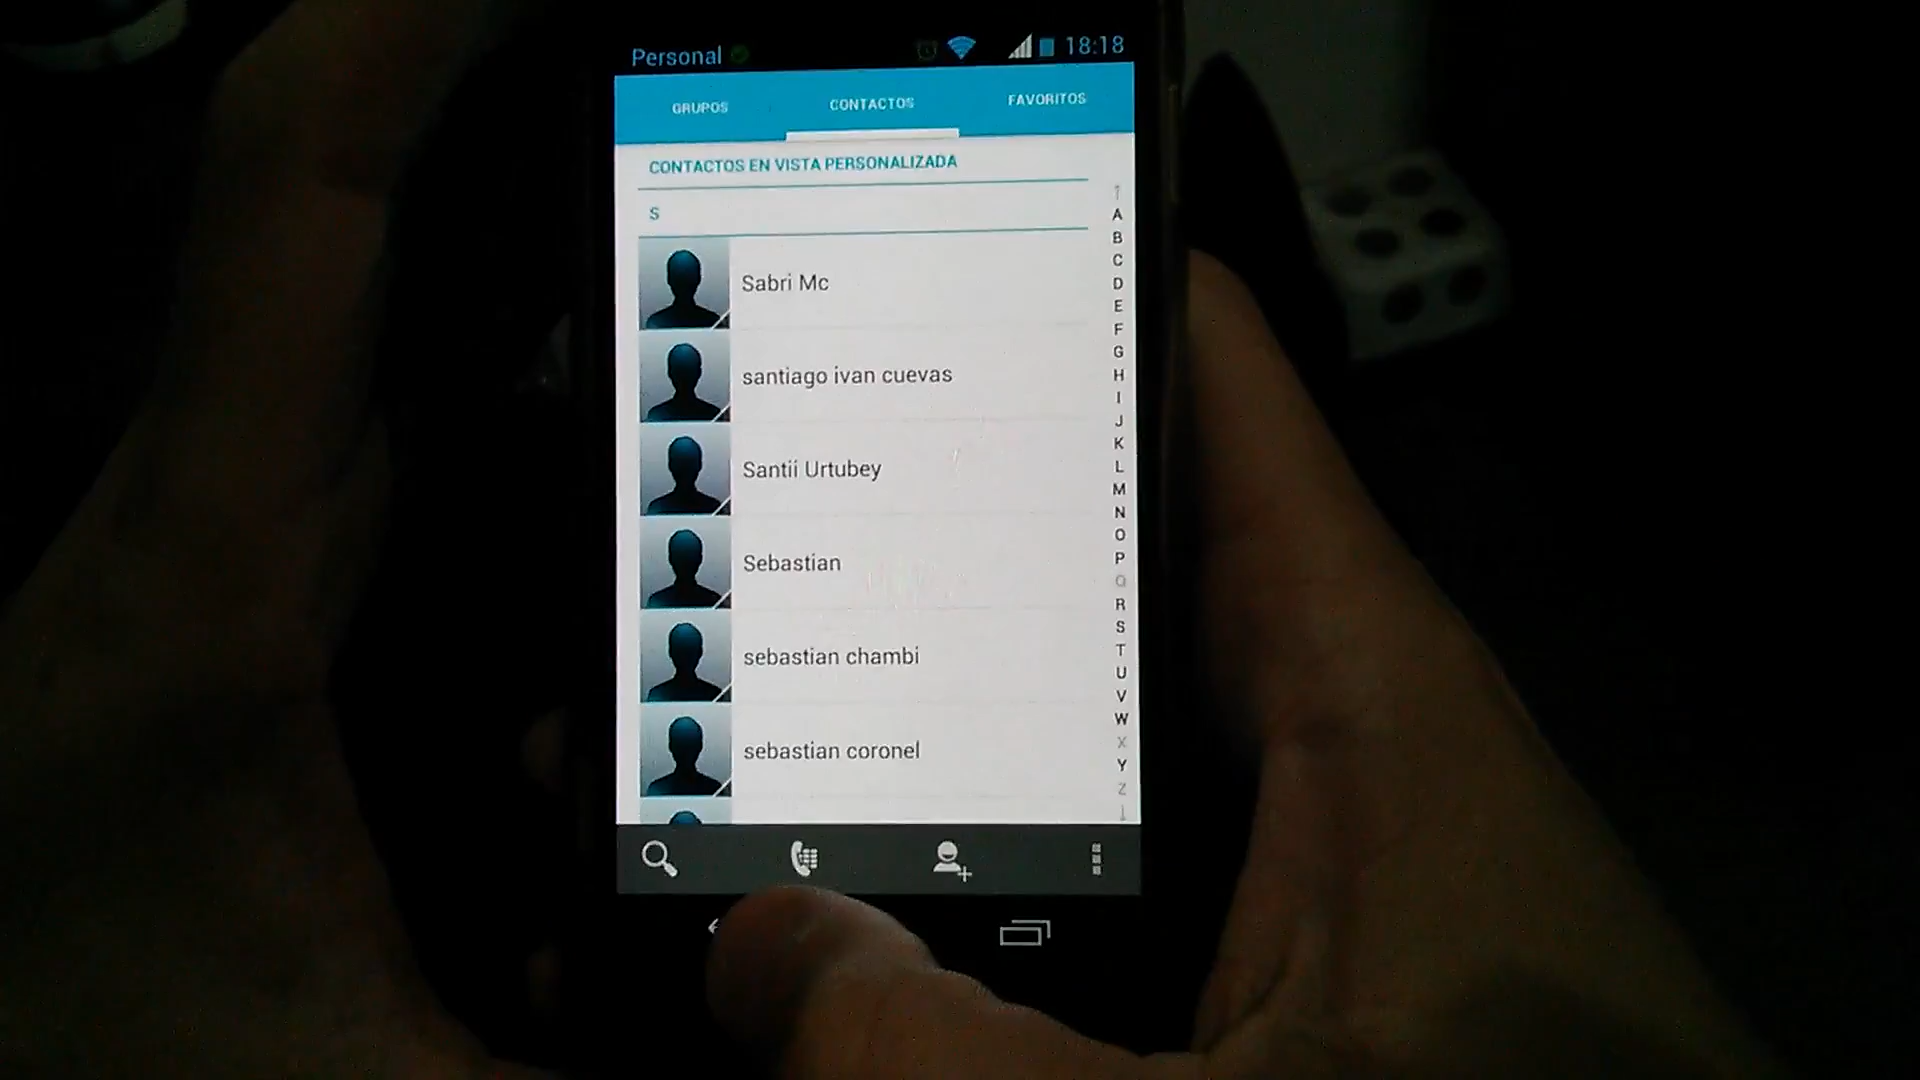 Personal 18:18
GRUPOS CONTACTOS FAVORITOS
CONTACTOS EN VISTA PERSONALIZADA
S
Sabri Mc
santiago ivan cuevas
Santii Urtubey
Sebastian
sebastian chambi
sebastian coronel
A
B
C
D
E
F
G
H
I
J
K
L
M
N
O
P
Q
R
S
T
U
V
W
X
Y
Z